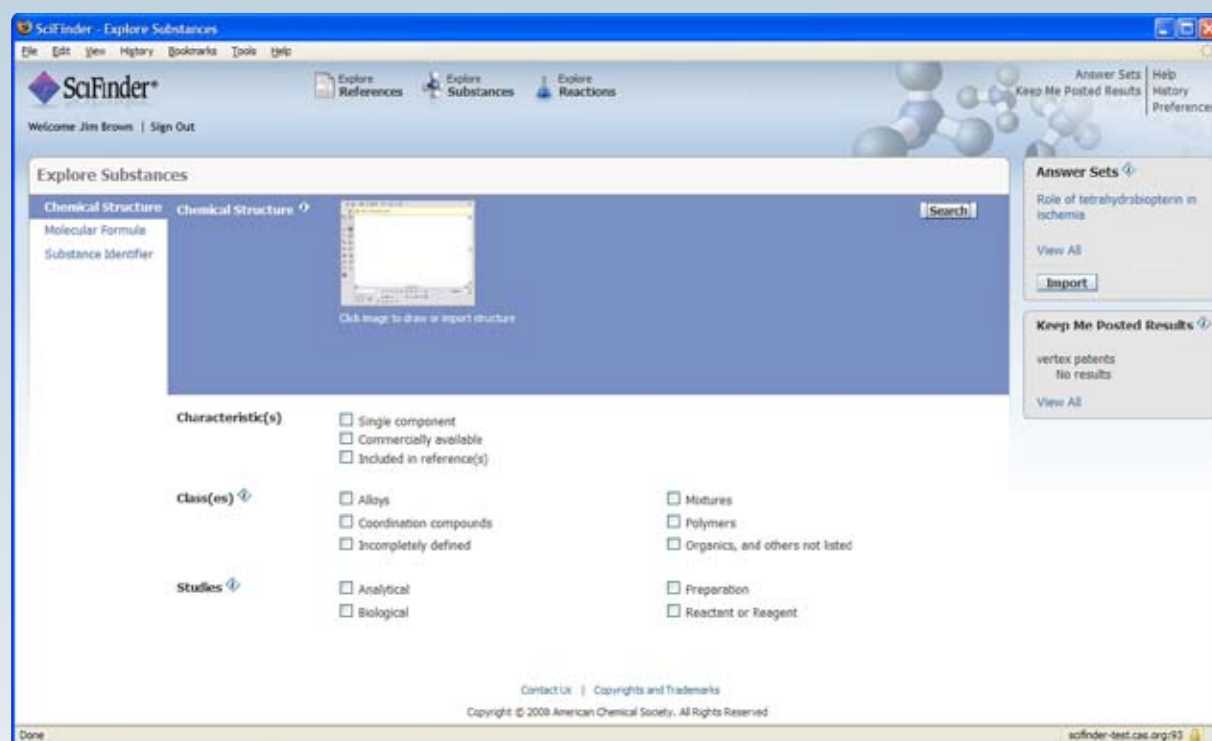 SciFinder - Explore Substances
File Edit View History Bookmarks Tools Help
SciFinder®
Explore References
Explore Substances
Explore Reactions
Answer Sets | Help
Keep Me Posted Results | History
Preferences
Welcome Jim Brown | Sign Out
Explore Substances
Chemical Structure
Molecular Formula
Substance Identifier
Chemical Structure
Search
Click image to draw or import structure
Characteristic(s)
Single component
Commercially available
Included in reference(s)
Class(es)
Alloys
Coordination compounds
Incompletely defined
Mixtures
Polymers
Organics, and others not listed
Studies
Analytical
Biological
Preparation
Reactant or Reagent
Answer Sets
Role of tetrahydrobiopterin in
ischemia
View All
Import
Keep Me Posted Results
vertex patents
No results
View All
Contact Us | Copyrights and Trademarks
Copyright © 2008 American Chemical Society. All Rights Reserved
Done
scifinder-test.cas.org:93